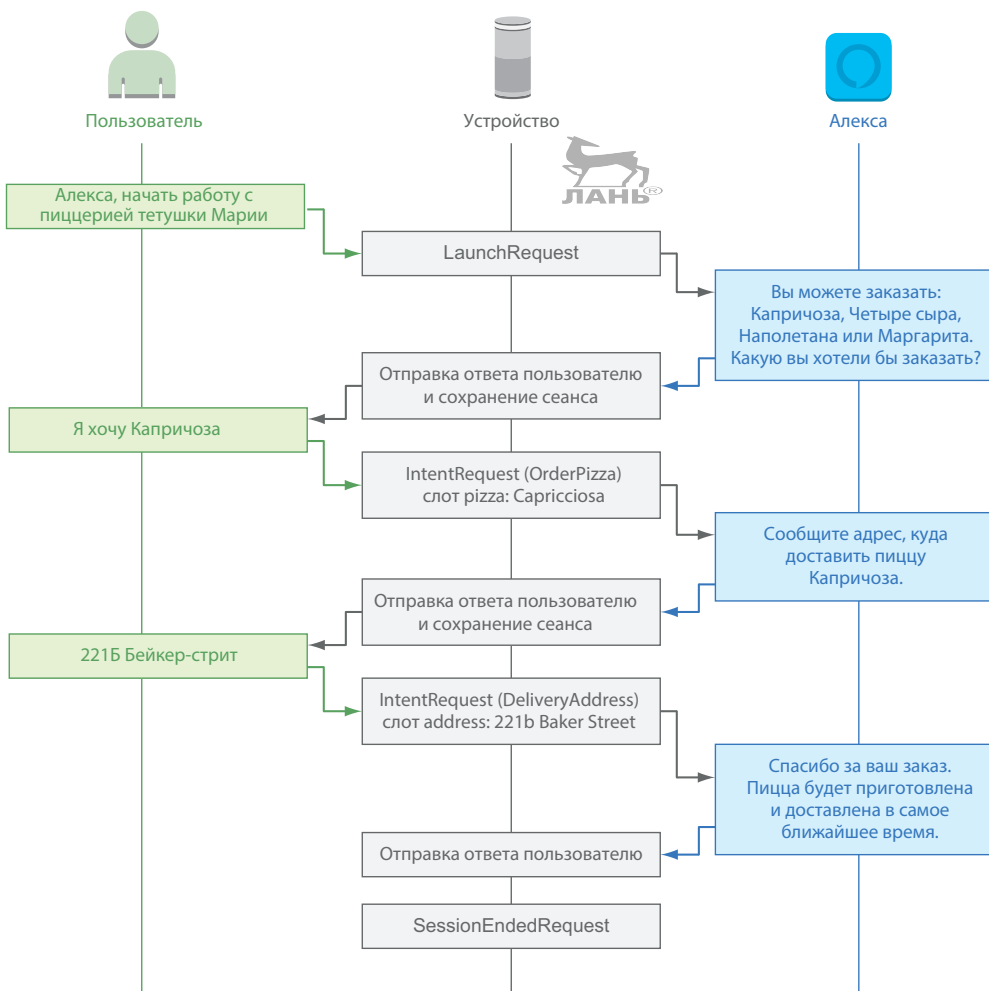 Пользователь
Устройство
Алекса
ЛАНЬ®
Алекса, начать работу с
пиццерией тетушки Марии
LaunchRequest
Вы можете заказать:
Капричоза, Четыре сыра,
Наполетана или Маргарита.
Какую вы хотели бы заказать?
Отправка ответа пользователю
и сохранение сеанса
Я хочу Капричоза
IntentRequest (OrderPizza)
слот pizza: Capricciosa
Сообщите адрес, куда
доставить пиццу
Капричоза.
Отправка ответа пользователю
и сохранение сеанса
221Б Бейкер-стрит
IntentRequest (DeliveryAddress)
слот address: 221b Baker Street
Спасибо за ваш заказ.
Пицца будет приготовлена
и доставлена в самое
ближайшее время.
Отправка ответа пользователю
SessionEndedRequest